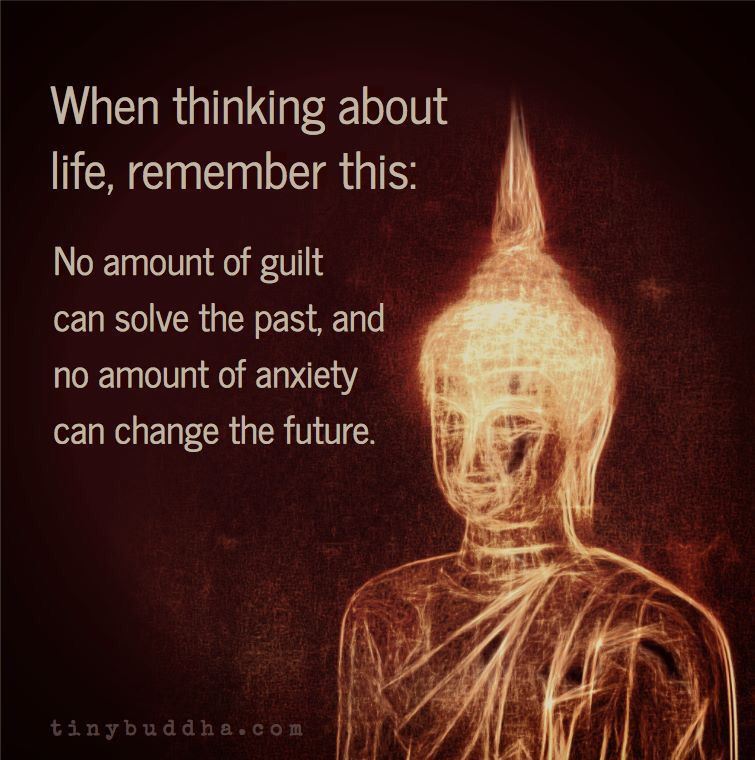 When thinking about
life, remember this:
No amount of guilt
can solve the past, and
no amount of anxiety
can change the future.
tinybuddha.com